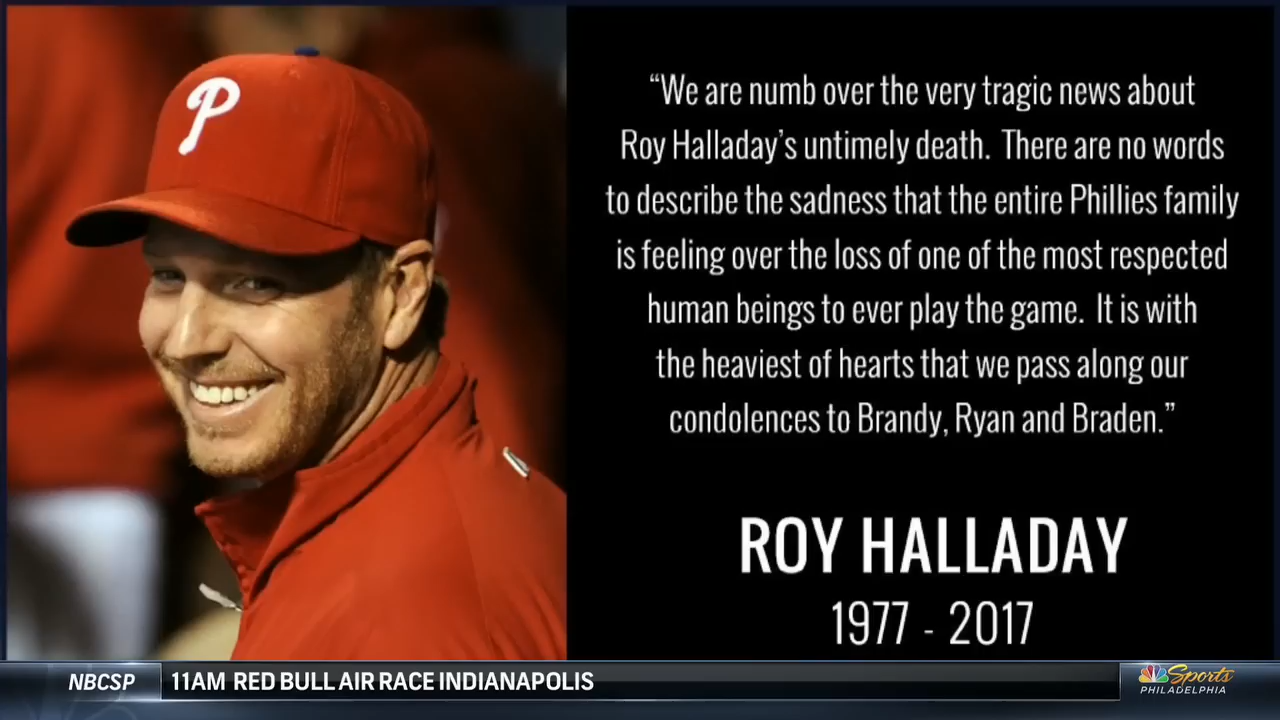 P
“We are numb over the very tragic news about
Roy Halladay’s untimely death.  There are no words
to describe the sadness that the entire Phillies family
is feeling over the loss of one of the most respected
human beings to ever play the game.  It is with
the heaviest of hearts that we pass along our
condolences to Brandy, Ryan and Braden.”
ROY HALLADAY
1977 - 2017
NBCSP
11AM RED BULL AIR RACE INDIANAPOLIS
Sports
PHILADELPHIA